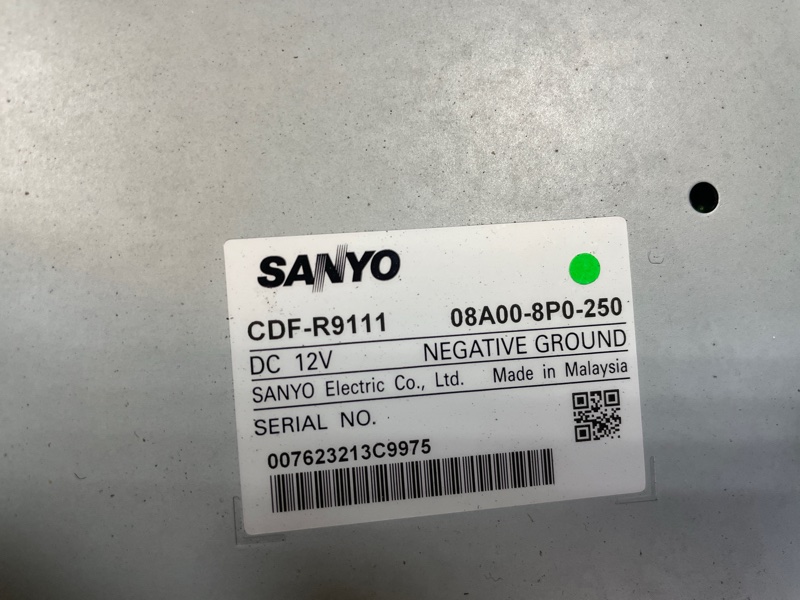 SANYO
CDF-R9111 08A00-8P0-250
DC 12V NEGATIVE GROUND
SANYO Electric Co., Ltd. Made in Malaysia
SERIAL NO.
007623213C9975